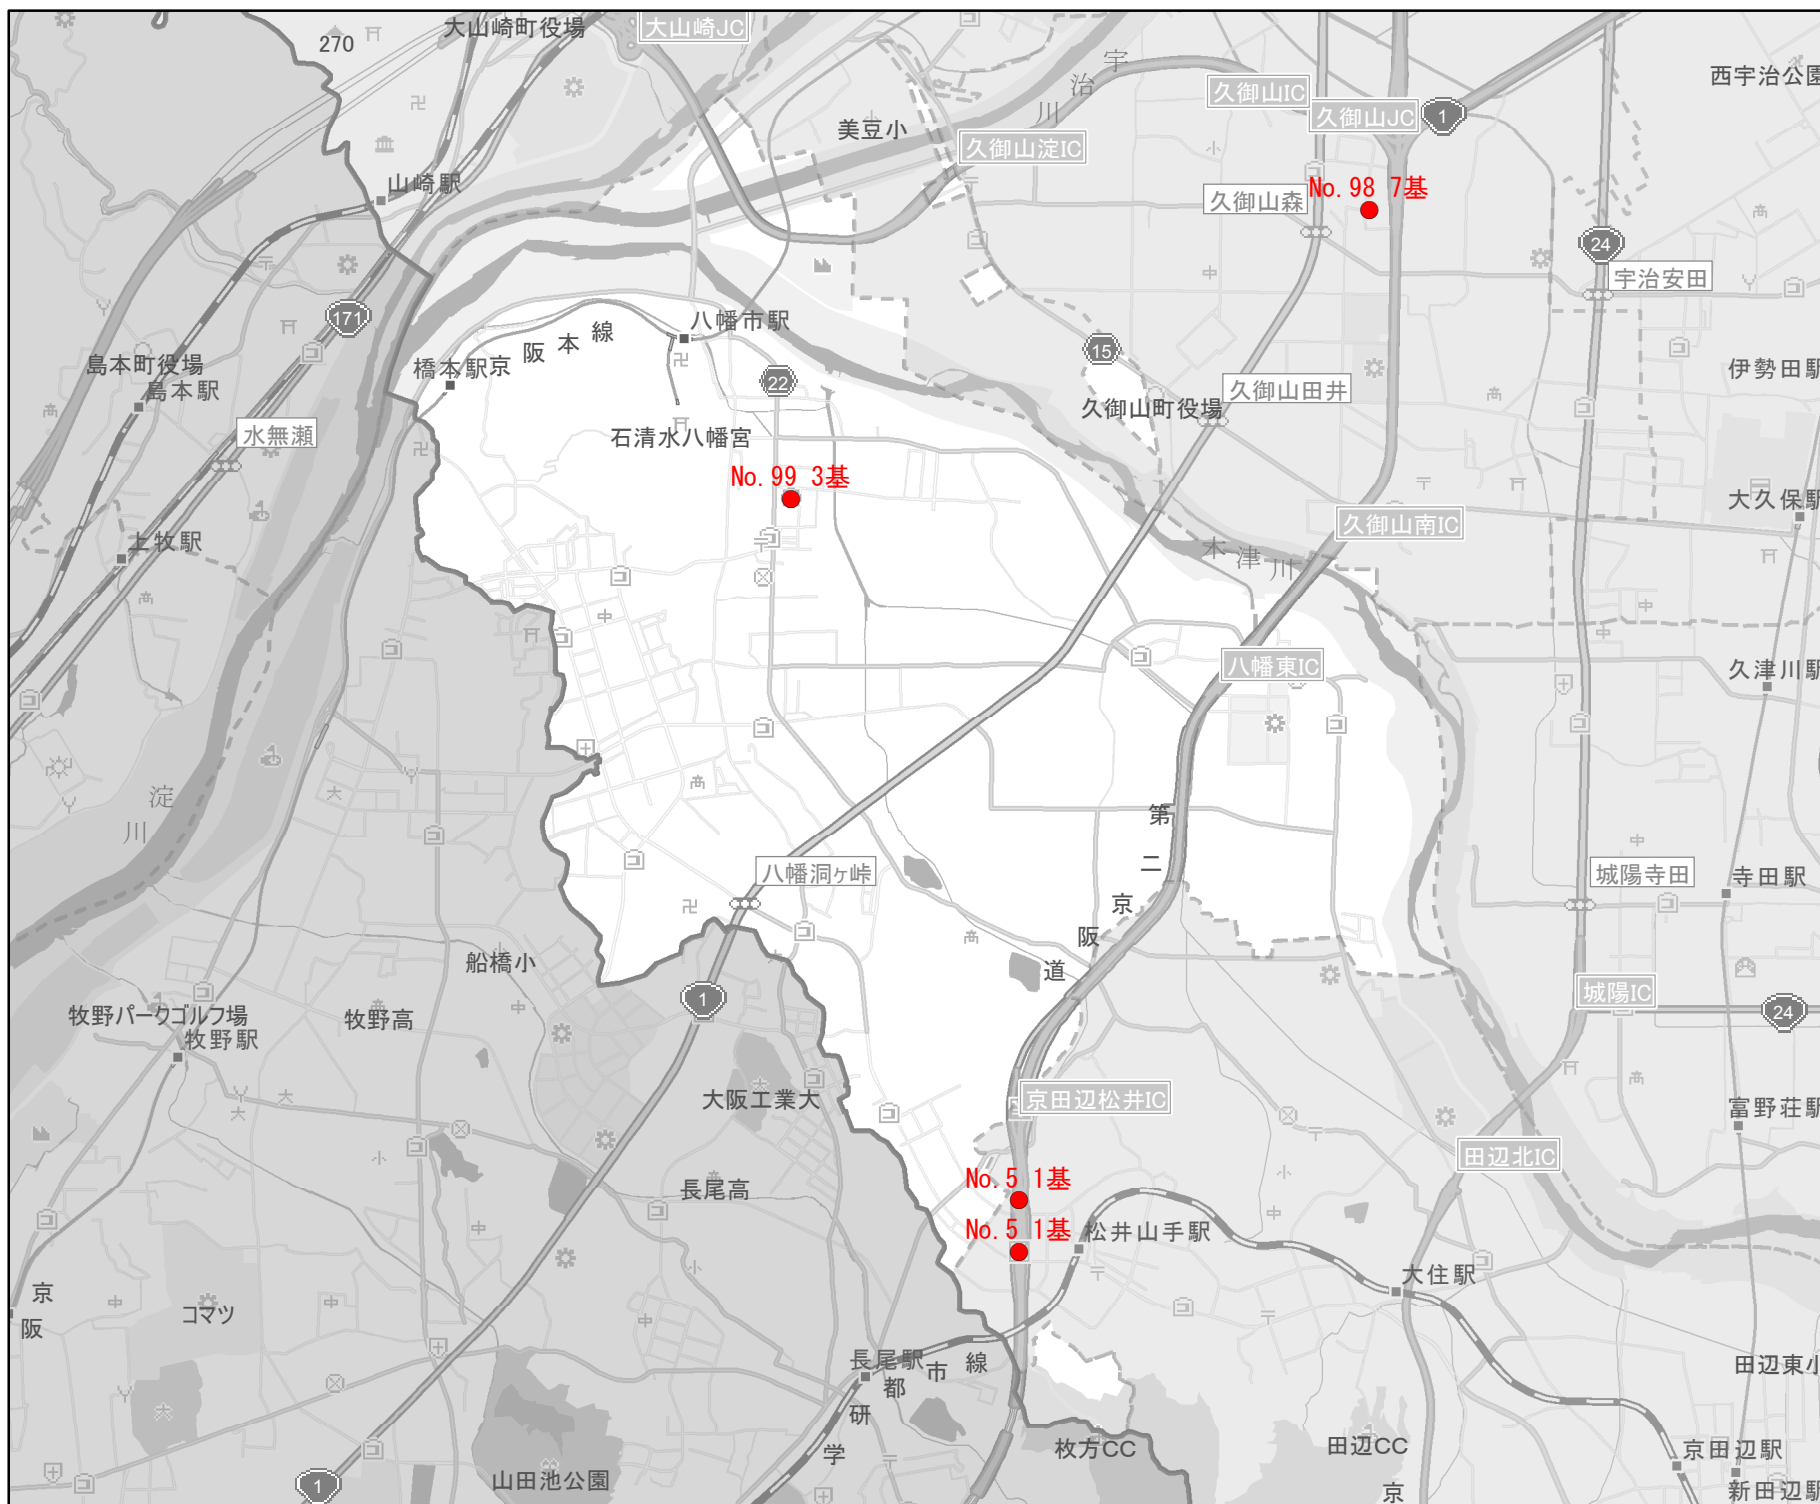 大山崎町役場
大山崎JC
270
宇治川
西宇治公園
久御山IC
久御山JC
1
美豆小
久御山淀IC
山崎駅
No.98 7基
久御山森
24
宇治安田
171
八幡市駅
京阪本線
橋本駅
島本町役場
島本駅
15
伊勢田駅
22
久御山田井
久御山町役場
水無瀬
石清水八幡宮
No.99 3基
大久保駅
久御山南IC
上牧駅
木津川
八幡東IC
久津川駅
淀川
第二京阪道
八幡洞ヶ峠
城陽寺田
寺田駅
船橋小
城陽IC
1
24
牧野パークゴルフ場
牧野高
牧野駅
大阪工業大
京田辺松井IC
富野荘駅
田辺北IC
No.5 1基
長尾高
No.5 1基
松井山手駅
大住駅
京阪
コマツ
長尾駅
学研都市線
田辺東小
枚方CC
田辺CC
京田辺駅
山田池公園
1
京
新田辺駅